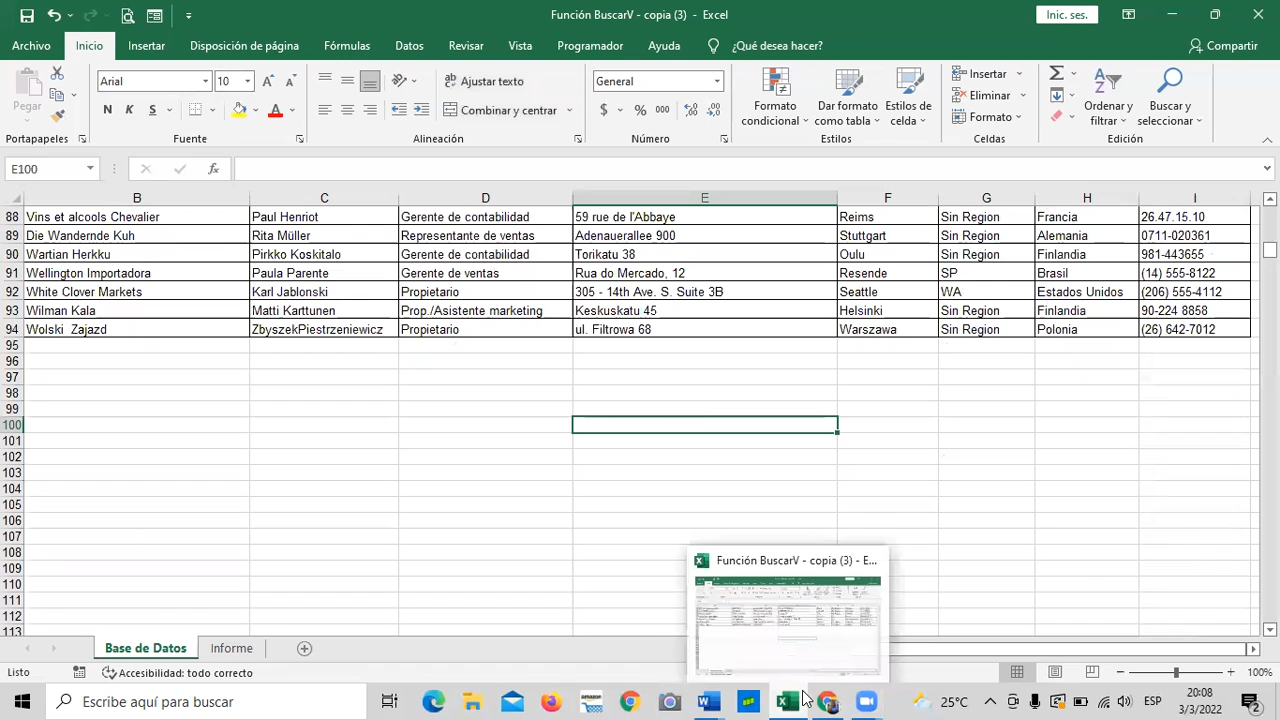 Función BuscarV - copia (3) - Excel
Inic. ses.
Archivo Inicio Insertar Disposición de página Fórmulas Datos Revisar Vista Programador Ayuda ¿Qué desea hacer? Compartir
Pegar
Arial 10
Ajustar texto
Combinar y centrar
General
$ % 000
N K S
Formato condicional
Dar formato como tabla
Estilos de celda
Insertar
Eliminar
Formato
Ordenar y filtrar
Buscar y seleccionar
Portapapeles Fuente Alineación Número Estilos Celdas Edición
E100 fx
B C D E F G H I
88 Vins et alcools Chevalier Paul Henriot Gerente de contabilidad 59 rue de l'Abbaye Reims Sin Region Francia 26.47.15.10
89 Die Wandernde Kuh Rita Müller Representante de ventas Adenauerallee 900 Stuttgart Sin Region Alemania 0711-020361
90 Wartian Herkku Pirkko Koskitalo Gerente de contabilidad Torikatu 38 Oulu Sin Region Finlandia 981-443655
91 Wellington Importadora Paula Parente Gerente de ventas Rua do Mercado, 12 Resende SP Brasil (14) 555-8122
92 White Clover Markets Karl Jablonski Propietario 305 - 14th Ave. S. Suite 3B Seattle WA Estados Unidos (206) 555-4112
93 Wilman Kala Matti Karttunen Prop./Asistente marketing Keskuskatu 45 Helsinki Sin Region Finlandia 90-224 8858
94 Wolski Zajazd ZbyszekPiestrzeniewicz Propietario ul. Filtrowa 68 Warszawa Sin Region Polonia (26) 642-7012
95
96
97
98
99
100
101
102
103
104
105
106
107
108
109
110
111
112
113
Función BuscarV - copia (3) - E...
Base de Datos Informe
Listo Accesibilidad: todo correcto 100%
Escribe aquí para buscar
25°C ESP 20:08
3/3/2022
2